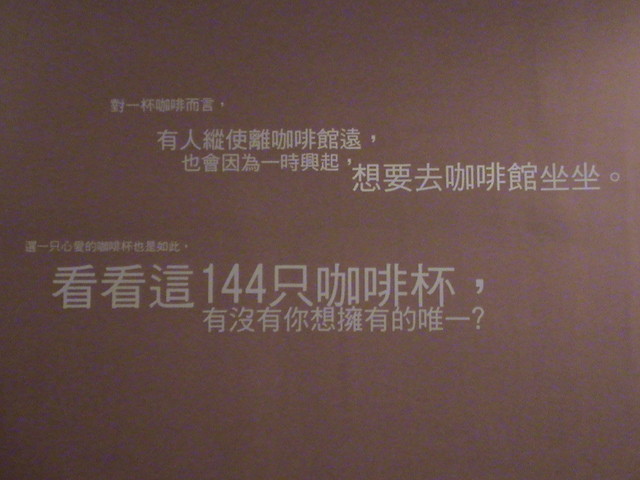 對一杯咖啡而言，
有人縱使離咖啡館遠，
也會因為一時興起，
想要去咖啡館坐坐。
選一只心愛的咖啡杯也是如此，
看看這144只咖啡杯，
有沒有你想擁有的唯一?